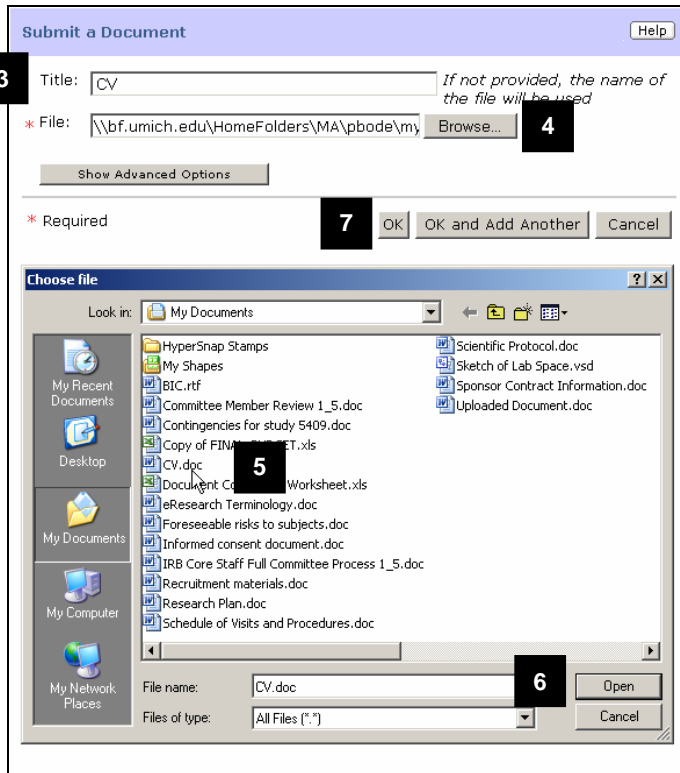 Submit a Document Help
3 Title: CV If not provided, the name of
the file will be used
* File: \\bf.umich.edu\HomeFolders\MA\pbode\my Browse... 4
Show Advanced Options
* Required 7 OK OK and Add Another Cancel
Choose file
Look in: My Documents
My Recent
Documents
Desktop
My Documents
My Computer
My Network
Places
HyperSnap Stamps
My Shapes
BIC.rtf
Committee Member Review 1_5.doc
Contingencies for study 5409.doc
Copy of FINAL .xls
CV.doc 5
Worksheet.xls
eResearch Terminology.doc
Foreseeable risks to subjects.doc
Informed consent document.doc
IRB Core Staff Full Committee Process 1_5.doc
Recruitment materials.doc
Research Plan.doc
Schedule of Visits and Procedures.doc
Scientific Protocol.doc
Sketch of Lab Space.vsd
Sponsor Contract Information.doc
Uploaded Document.doc
File name: CV.doc 6 Open
Files of type: All Files (*.*) Cancel